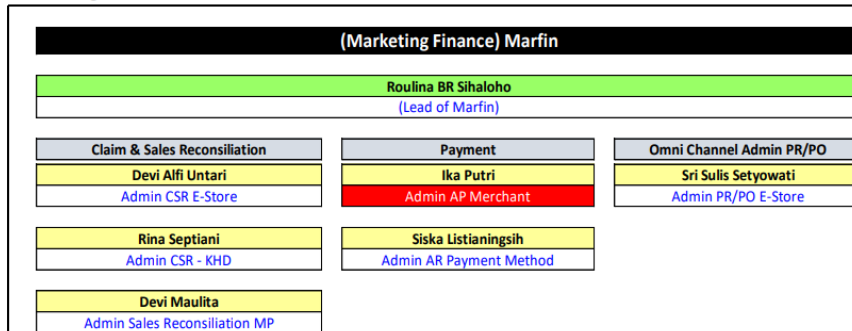 (Marketing Finance) Marfin
Roulina BR Sihaloho
(Lead of Marfin)
Claim & Sales Reconsiliation
Payment
Omni Channel Admin PR/PO
Devi Alfi Untari
Ika Putri
Sri Sulis Setyowati
Admin CSR E-Store
Admin AP Merchant
Admin PR/PO E-Store
Rina Septiani
Siska Listianingsih
Admin CSR - KHD
Admin AR Payment Method
Devi Maulita
Admin Sales Reconsiliation MP